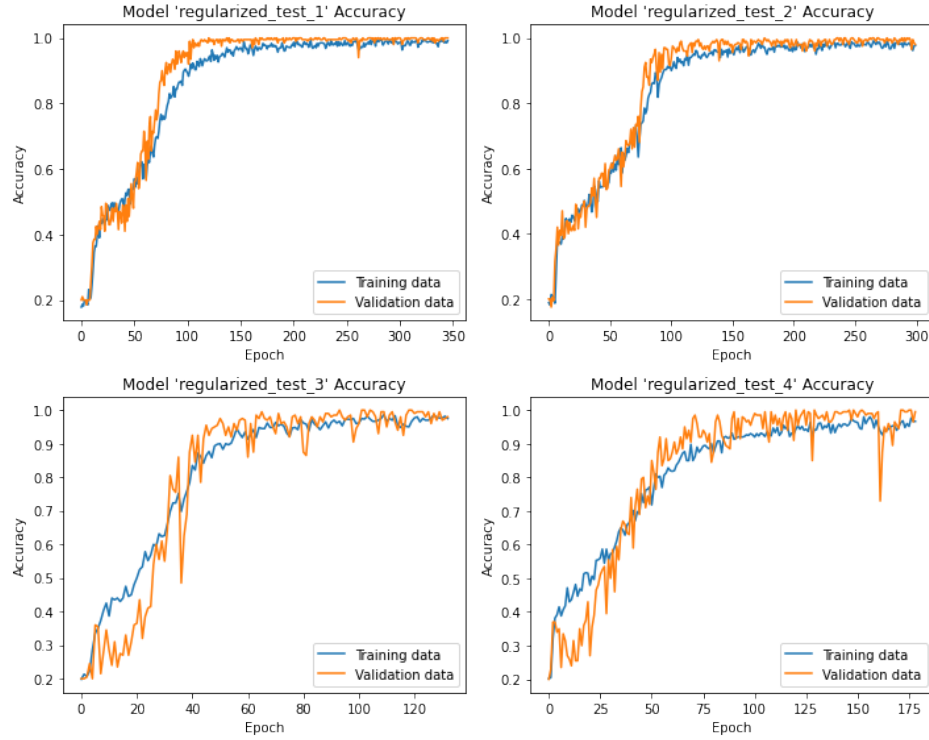 Model 'regularized_test_1' Accuracy
1.0
0.8
0.6
0.4
0.2
Accuracy
0
50
100
150
200
250
300
350
Epoch
Training data
Validation data
Model 'regularized_test_2' Accuracy
1.0
0.8
0.6
0.4
0.2
Accuracy
0
50
100
150
200
250
300
Epoch
Training data
Validation data
Model 'regularized_test_3' Accuracy
1.0
0.9
0.8
0.7
0.6
0.5
0.4
0.3
0.2
Accuracy
0
20
40
60
80
100
120
Epoch
Training data
Validation data
Model 'regularized_test_4' Accuracy
1.0
0.9
0.8
0.7
0.6
0.5
0.4
0.3
0.2
Accuracy
0
25
50
75
100
125
150
175
Epoch
Training data
Validation data